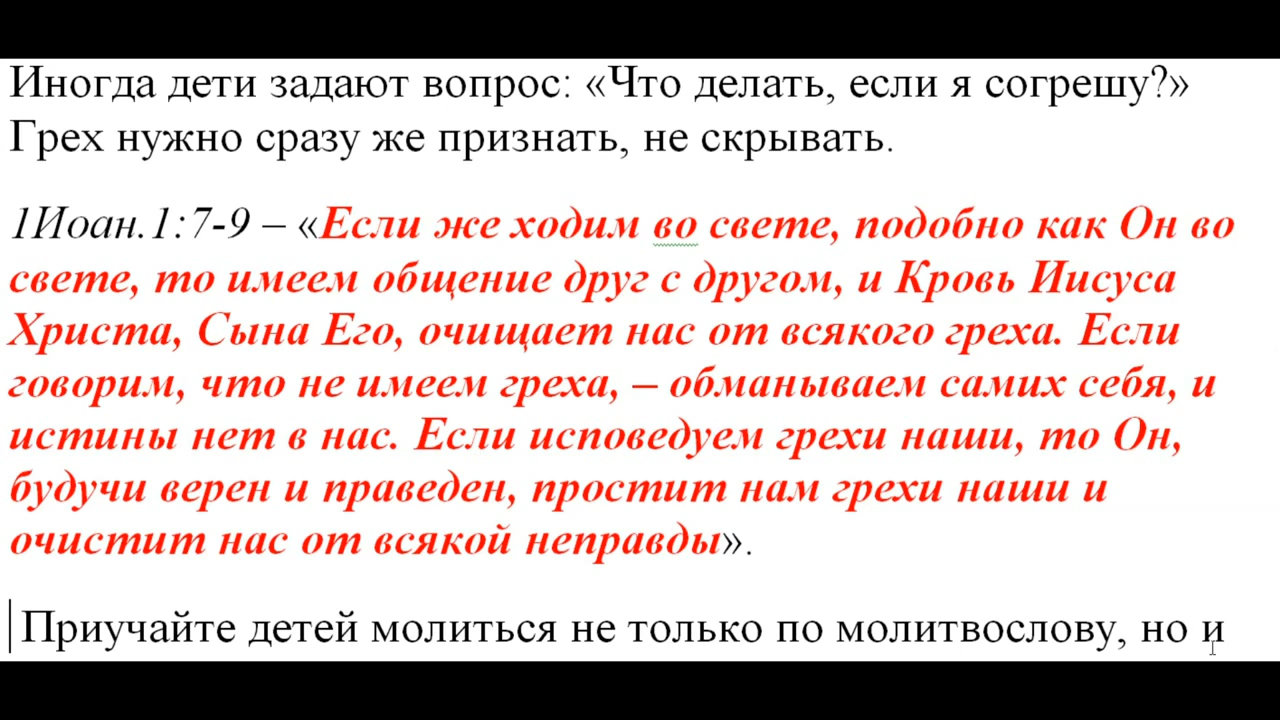 Иногда дети задают вопрос: «Что делать, если я согрешу?»
Грех нужно сразу же признать, не скрывать.
1Иоан.1:7-9 – «Если же ходим во свете, подобно как Он во
свете, то имеем общение друг с другом, и Кровь Иисуса
Христа, Сына Его, очищает нас от всякого греха. Если
говорим, что не имеем греха, – обманываем самих себя, и
истины нет в нас. Если исповедуем грехи наши, то Он,
будучи верен и праведен, простит нам грехи наши и
очистит нас от всякой неправды».
Приучайте детей молиться не только по молитвослову, но и